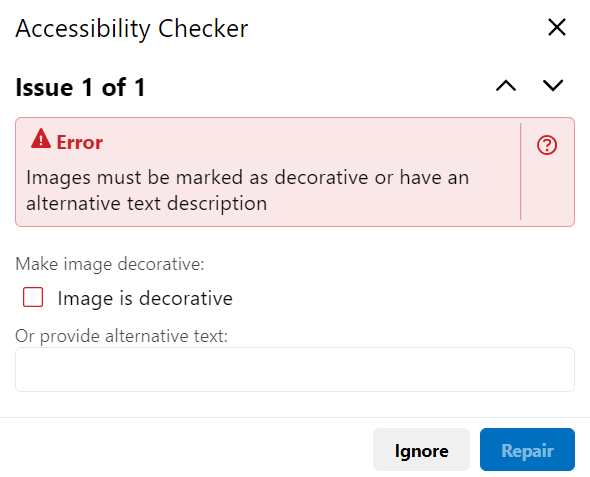 Accessibility Checker
Issue 1 of 1
Error
Images must be marked as decorative or have an
alternative text description
Make image decorative:
Image is decorative
Or provide alternative text:
Ignore
Repair